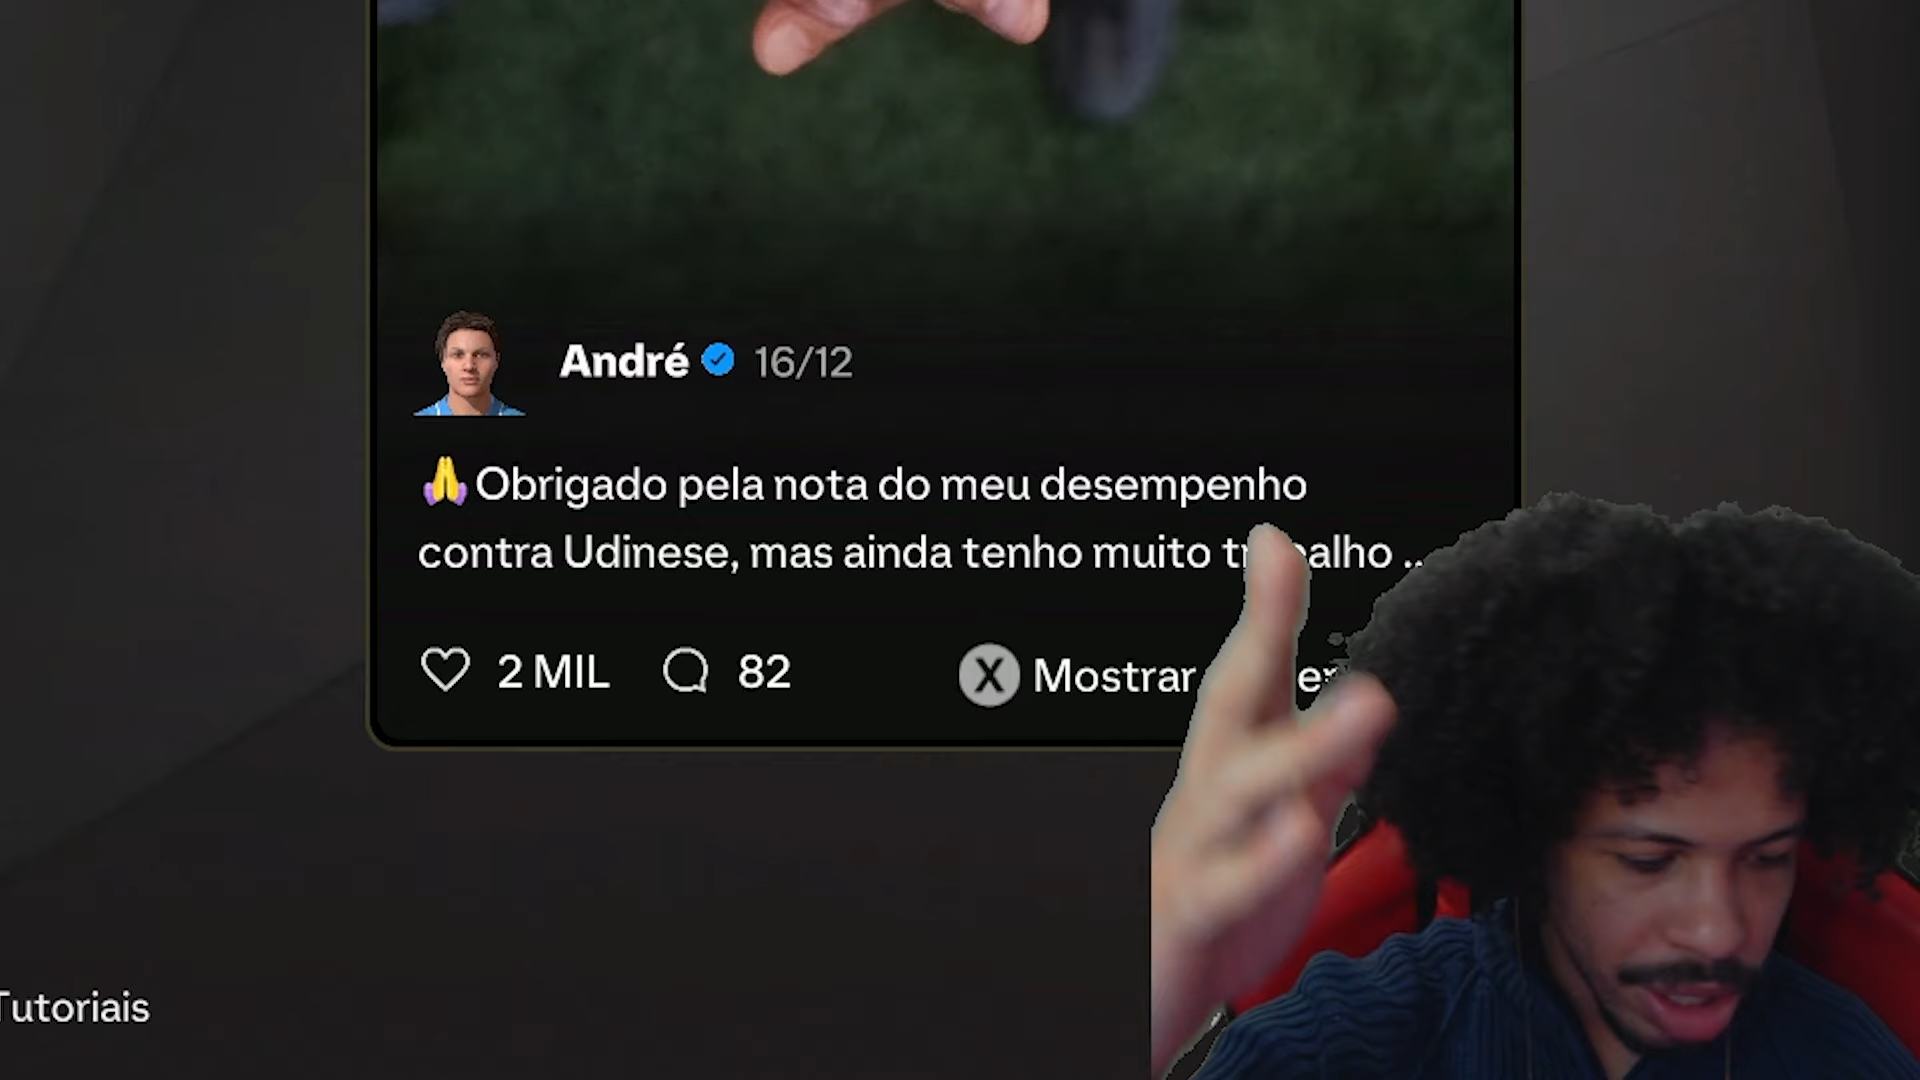 André 16/12
🙏Obrigado pela nota do meu desempenho
contra Udinese, mas ainda tenho muito ..
2 MIL 82 X Mostrar
Tutoriais